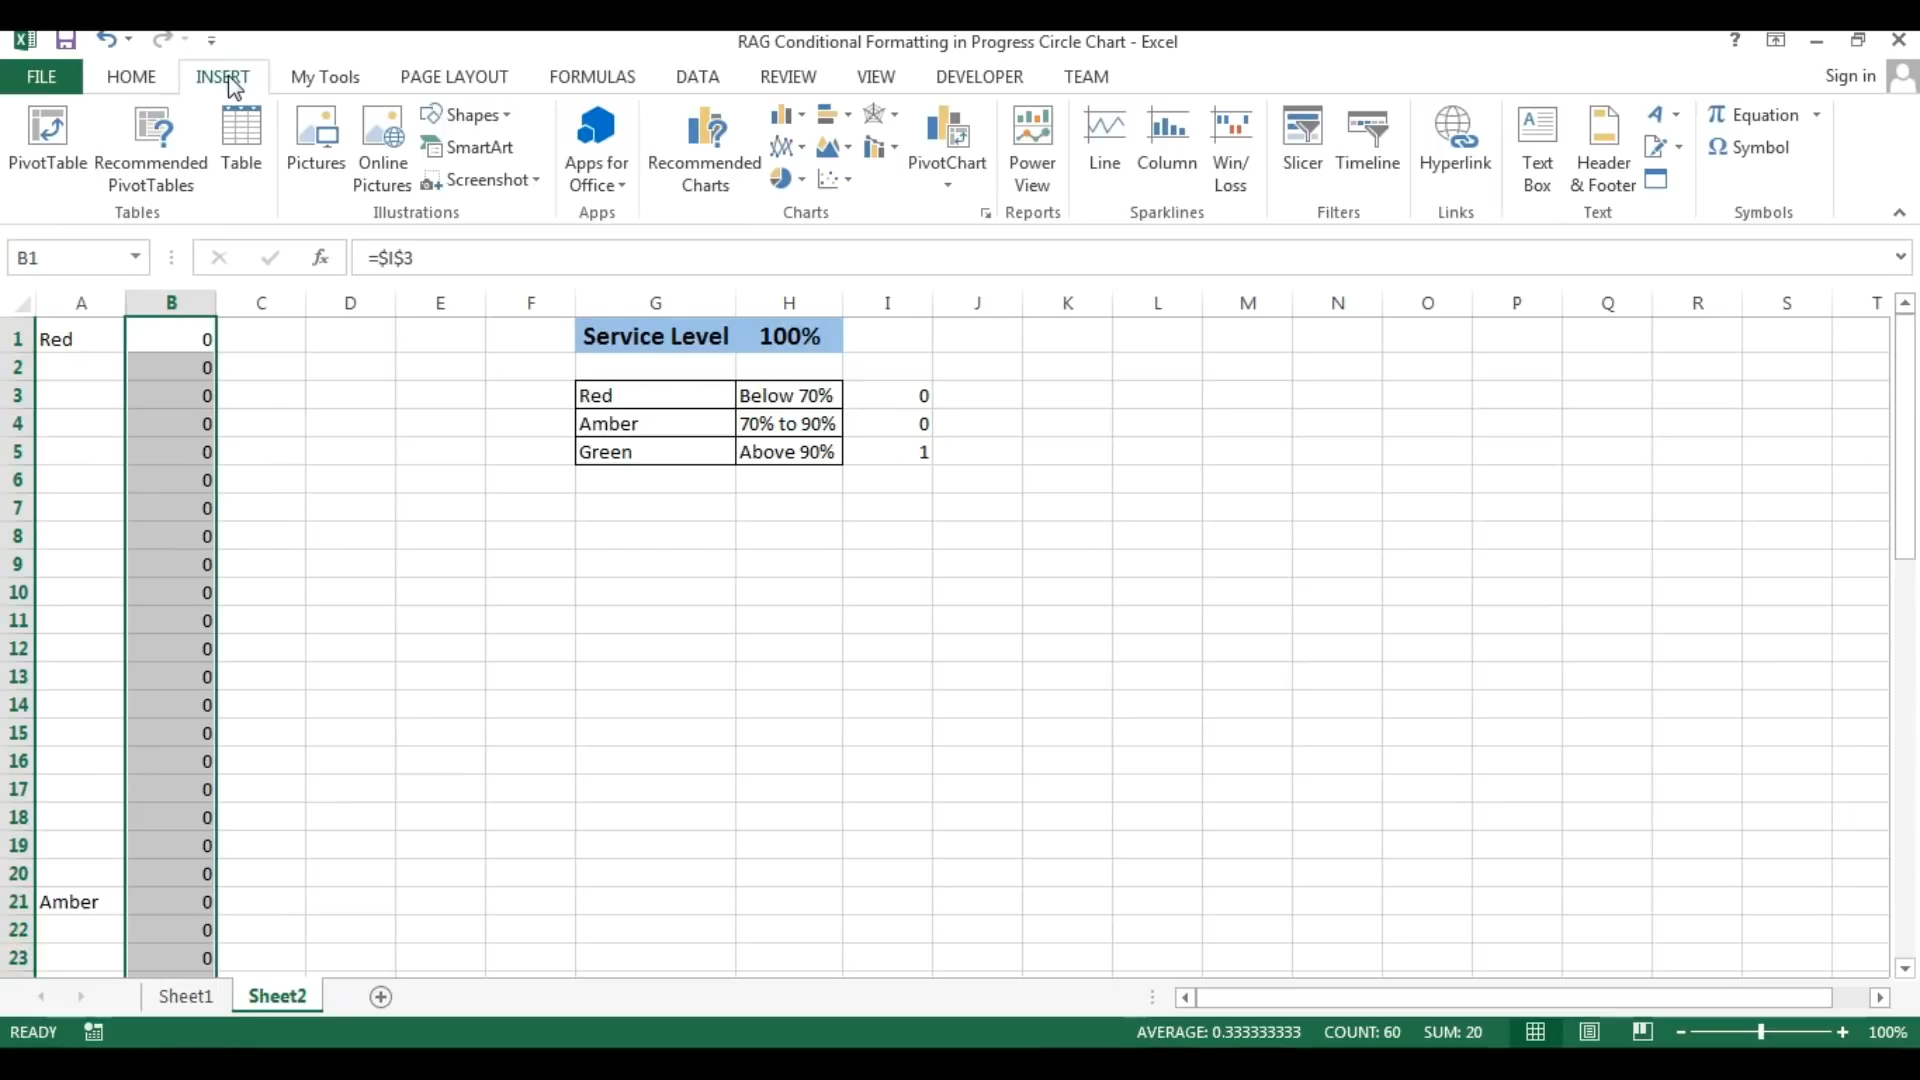 RAG Conditional Formatting in Progress Circle Chart - Excel
FILE HOME INSERT My Tools PAGE LAYOUT FORMULAS DATA REVIEW VIEW DEVELOPER TEAM Sign in
PivotTable
Recommended
PivotTables
Table
Pictures
Online
Pictures
Shapes
SmartArt
Screenshot
Apps for
Office
Recommended
Charts
PivotChart
Power
View
Line
Column
Win/
Loss
Slicer
Timeline
Hyperlink
Text
Box
Header
& Footer
Equation
Symbol
Tables Illustrations Apps Charts Reports Sparklines Filters Links Text Symbols
B1 fx =$I$3
A B C D E F G H I J K L M N O P Q R S T
1 Red 0 Service Level 100%
2 0
3 0 Red Below 70% 0
4 0 Amber 70% to 90% 0
5 0 Green Above 90% 1
6 0
7 0
8 0
9 0
10 0
11 0
12 0
13 0
14 0
15 0
16 0
17 0
18 0
19 0
20 0
21 Amber 0
22 0
23 0
Sheet1 Sheet2
READY AVERAGE: 0.333333333 COUNT: 60 SUM: 20 100%